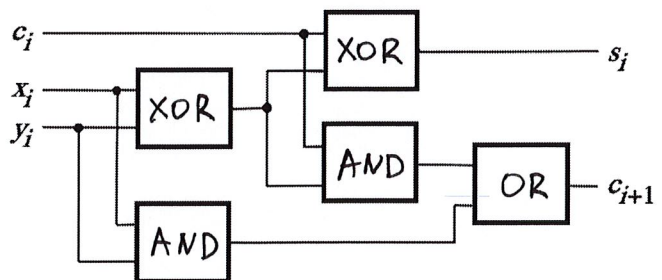 c_i
XOR
s_i
x_i
XOR
y_i
AND
OR
c_{i+1}
AND